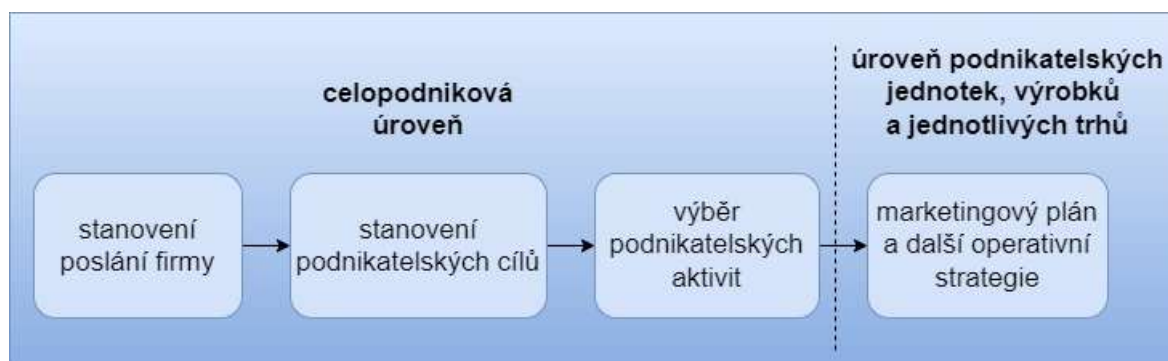 celopodniková
úroveň
úroveň podnikatelských
jednotek, výrobků
a jednotlivých trhů
stanovení
poslání firmy
stanovení
podnikatelských cílů
výběr
podnikatelských
aktivit
marketingový plán
a další operativní
strategie